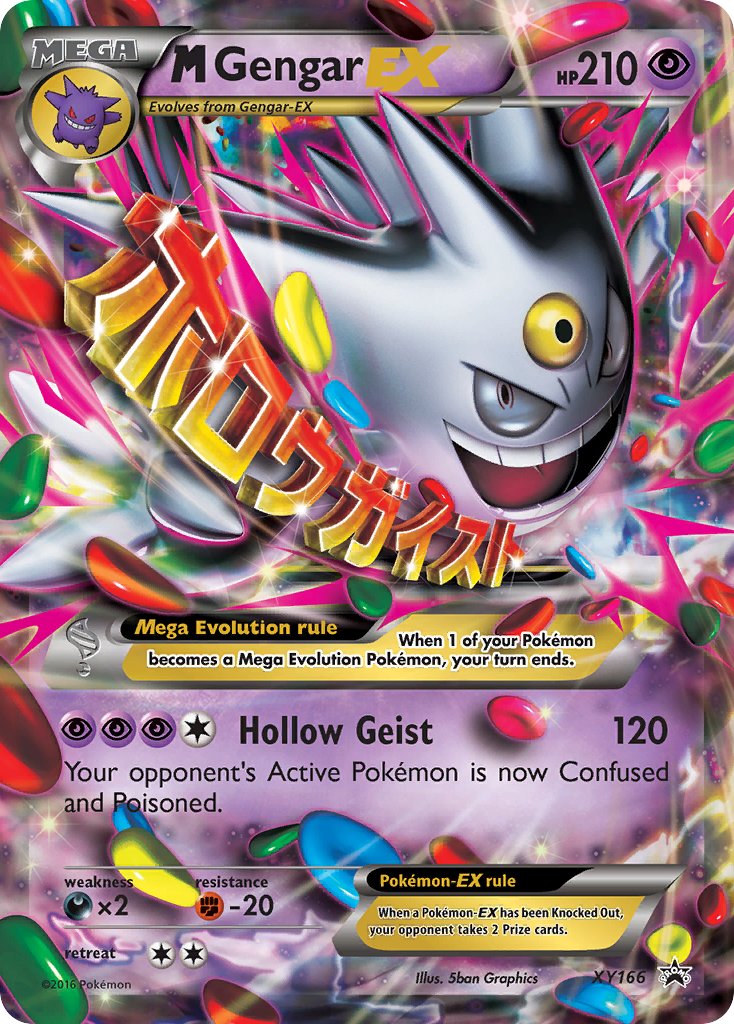 MEGA
M Gengar EX
HP210
Evolves from Gengar-EX
ホロウガイスト
Mega Evolution rule
When 1 of your Pokémon
becomes a Mega Evolution Pokémon, your turn ends.
Hollow Geist 120
Your opponent's Active Pokémon is now Confused
and Poisoned.
weakness resistance
×2 -20
retreat
Pokémon-EX rule
When a Pokémon-EX has been Knocked Out,
your opponent takes 2 Prize cards.
©2016 Pokémon
Illus. 5ban Graphics
XY166
PROMO